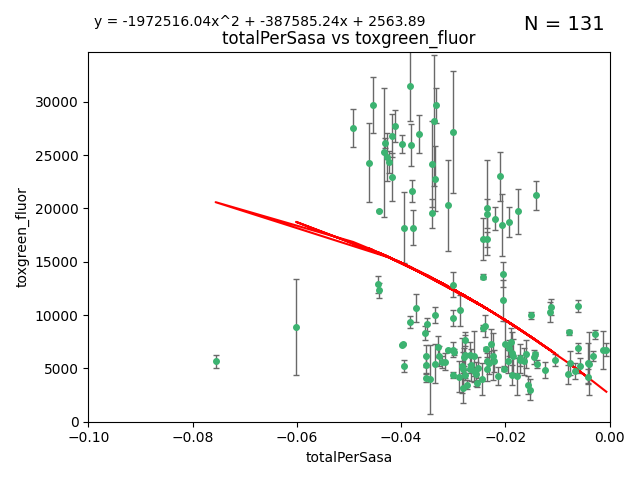 y = -1972516.04x^2 + -387585.24x + 2563.89
N = 131
totalPerSasa vs toxgreen_fluor
30000
25000
20000
15000
10000
5000
0
toxgreen_fluor
−0.10 −0.08 −0.06 −0.04 −0.02 0.00
totalPerSasa